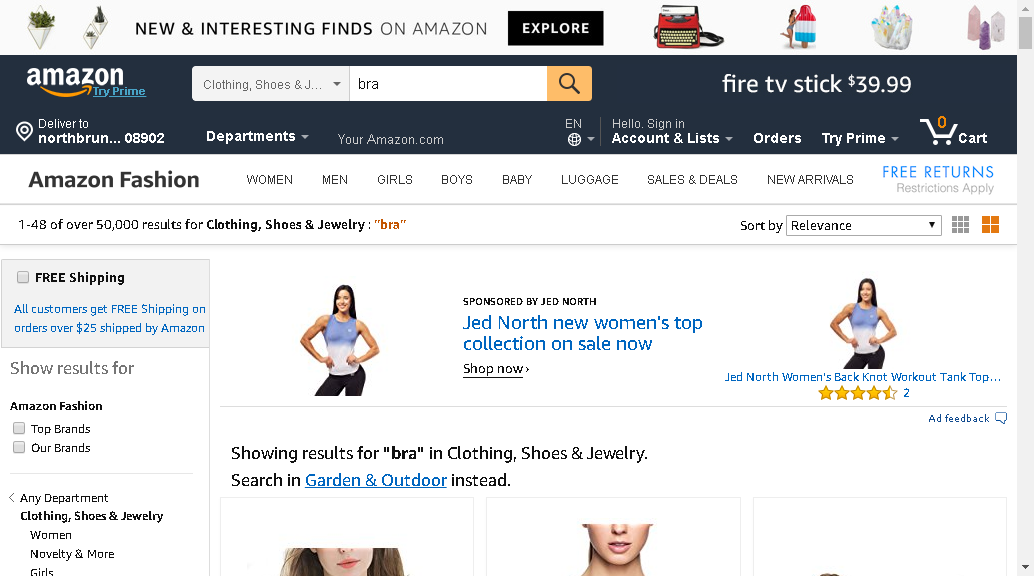 NEW & INTERESTING FINDS ON AMAZON EXPLORE
amazon
Try Prime
Clothing, Shoes & J... bra
fire tv stick $39.99
Deliver to
northbrun... 08902
Departments
Your Amazon.com
EN
Hello. Sign in
Account & Lists
Orders
Try Prime
0
Cart
Amazon Fashion
WOMEN MEN GIRLS BOYS BABY LUGGAGE SALES & DEALS NEW ARRIVALS
FREE RETURNS
Restrictions Apply
1-48 of over 50,000 results for Clothing, Shoes & Jewelry : "bra"
Sort by Relevance
FREE Shipping
All customers get FREE Shipping on
orders over $25 shipped by Amazon
Show results for
Amazon Fashion
Top Brands
Our Brands
Any Department
Clothing, Shoes & Jewelry
Women
Novelty & More
Girls
SPONSORED BY JED NORTH
Jed North new women's top
collection on sale now
Shop now ›
Jed North Women's Back Knot Workout Tank Top...
2
Ad feedback
Showing results for "bra" in Clothing, Shoes & Jewelry.
Search in Garden & Outdoor instead.